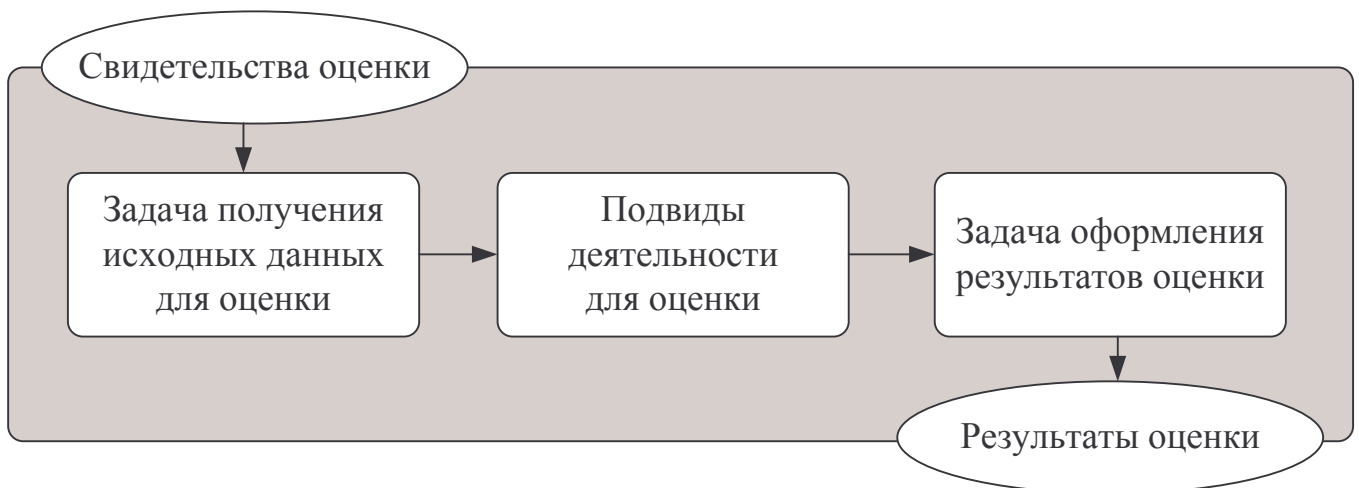 Свидетельства оценки
Задача получения
исходных данных
для оценки
Подвиды
деятельности
для оценки
Задача оформления
результатов оценки
Результаты оценки